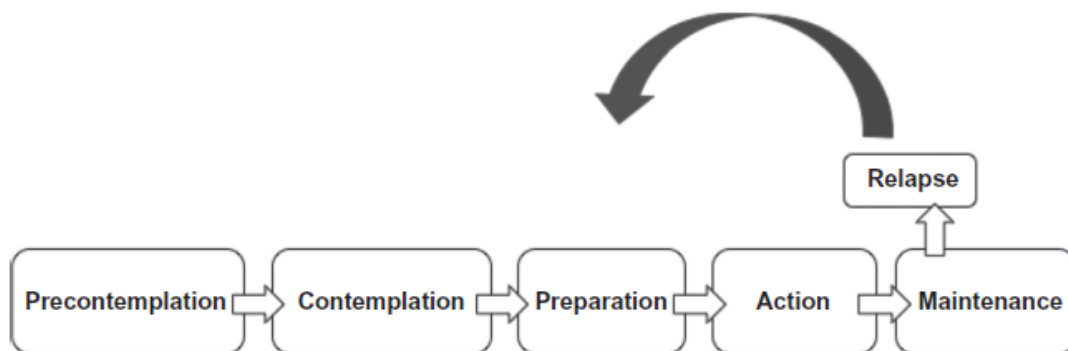 Relapse
Precontemplation
Contemplation
Preparation
Action
Maintenance